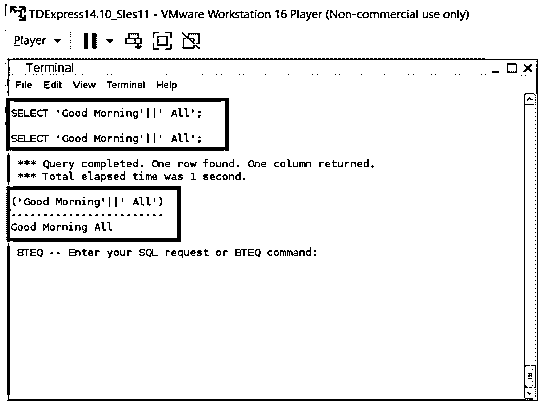 TDExpress14.10_Sles11 - VMware Workstation 16 Player (Non-commercial use only)
Player
Terminal
File Edit View Terminal Help
SELECT 'Good Morning'||' All';
SELECT 'Good Morning'||' All';
*** Query completed. One row found. One column returned.
*** Total elapsed time was 1 second.
('Good Morning'||' All')
------------------------
Good Morning All
BTEQ -- Enter your SQL request or BTEQ command: